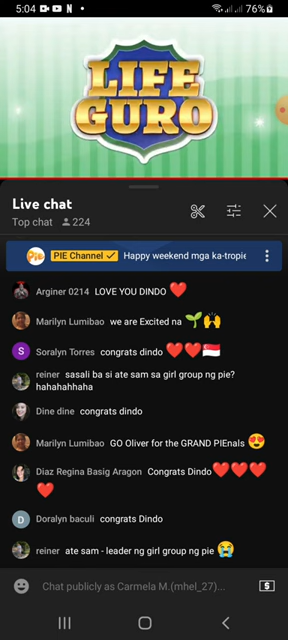 5:04
76%
LIFE
GURO
Live chat
Top chat 224
Pie PIE Channel Happy weekend mga ka-tropie
Arginer 0214 LOVE YOU DINDO ❤️
Marilyn Lumibao we are Excited na 🌱🙌
S Soralyn Torres congrats dindo ❤️❤️🇸🇬
reiner sasali ba si ate sam sa girl group ng pie?
hahahahhaha
Dine dine congrats dindo
Marilyn Lumibao GO Oliver for the GRAND PIEnals 😍
Diaz Regina Basig Aragon Congrats Dindo❤️❤️❤️
❤️
D Doralyn baculi congrats Dindo
reiner ate sam - leader ng girl group ng pie 😭
Chat publicly as Carmela M.(mhel_27)...